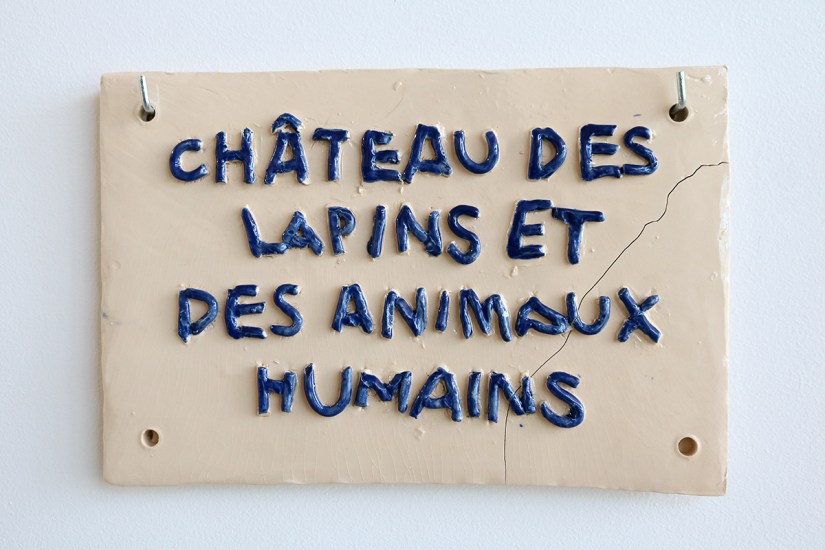 CHÂTEAU DES
LAPINS ET
DES ANIMAUX
HUMAINS